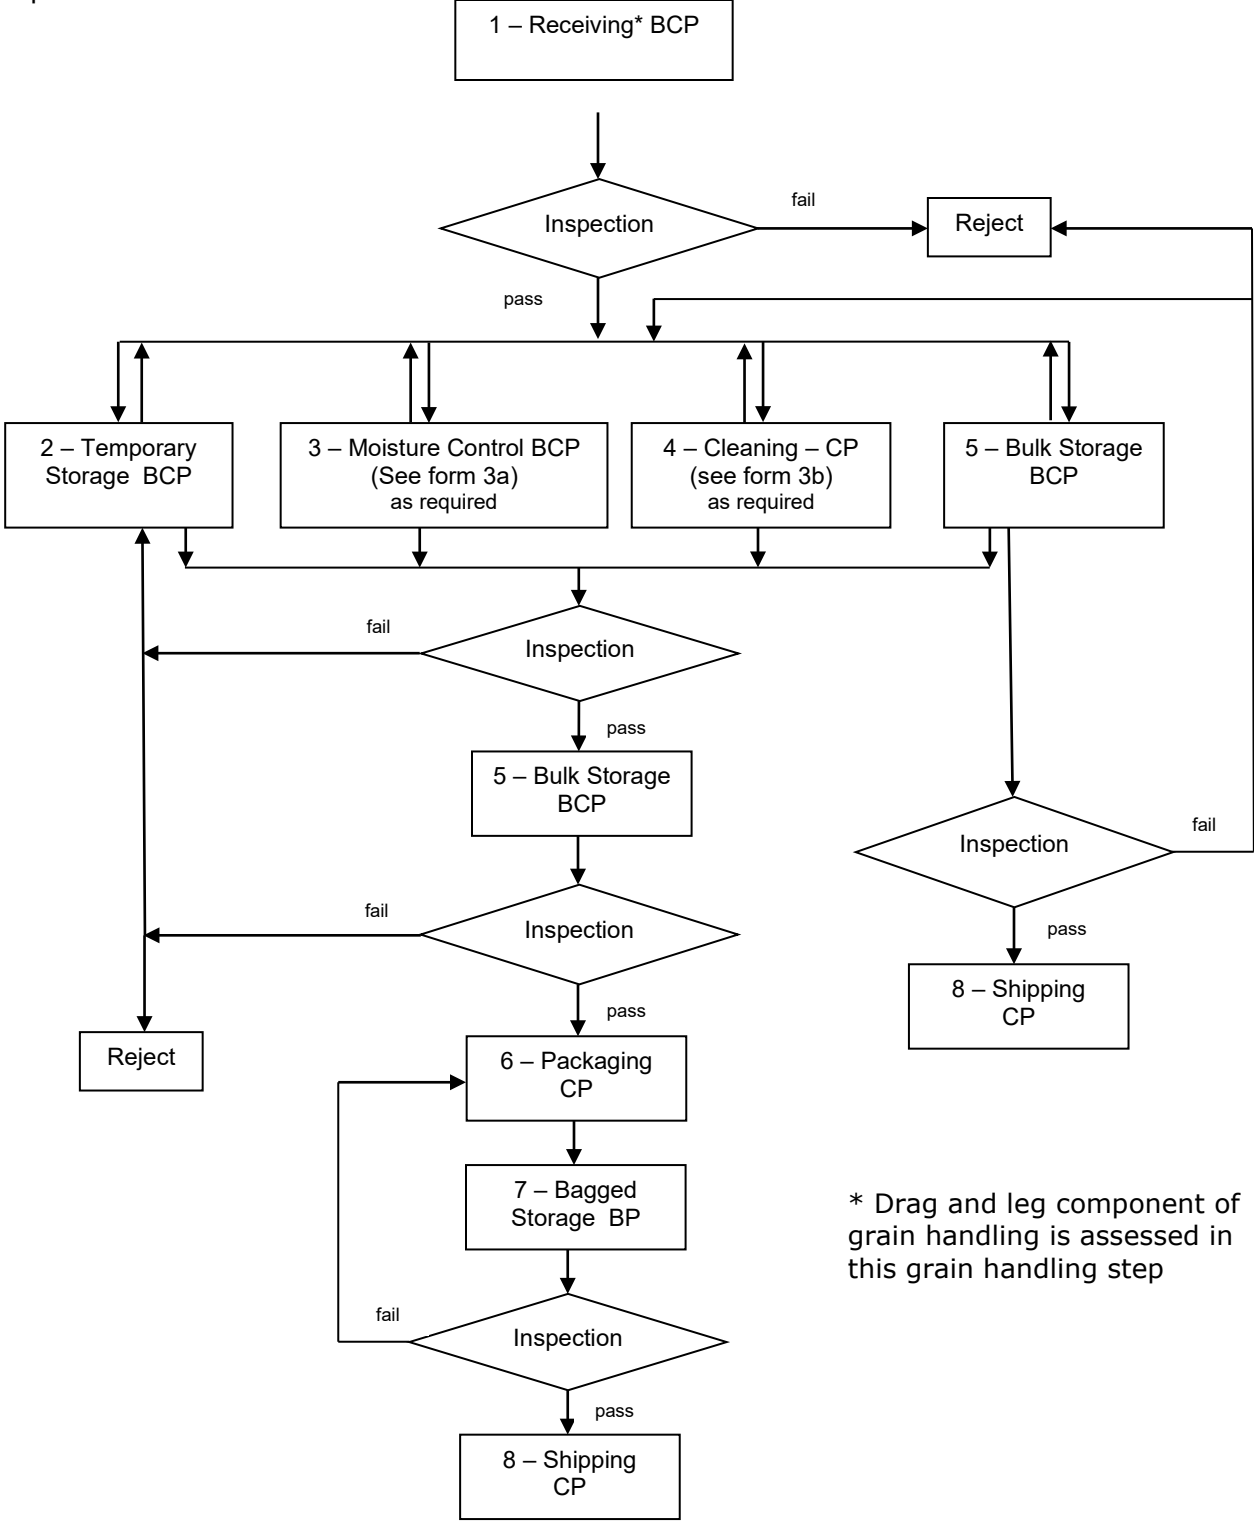 1 – Receiving* BCP
Inspection
fail
Reject
pass
2 – Temporary
Storage BCP
3 – Moisture Control BCP
(See form 3a)
as required
4 – Cleaning – CP
(see form 3b)
as required
5 – Bulk Storage
BCP
Inspection
fail
pass
5 – Bulk Storage
BCP
Inspection
fail
pass
Inspection
fail
pass
8 – Shipping
CP
Reject
6 – Packaging
CP
7 – Bagged
Storage BP
Inspection
fail
pass
8 – Shipping
CP
* Drag and leg component of
grain handling is assessed in
this grain handling step